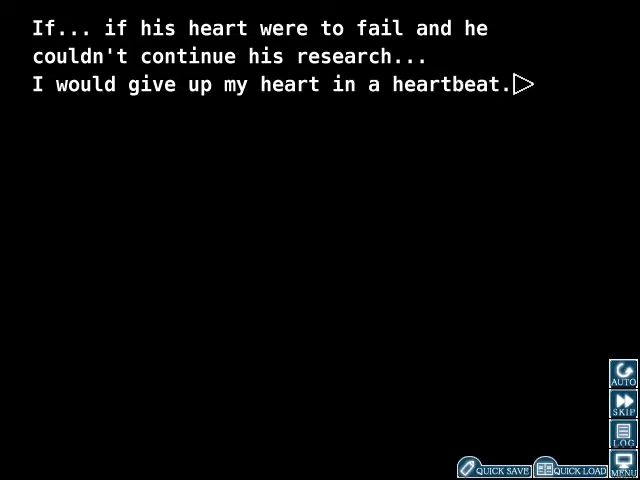 If... if his heart were to fail and he
couldn't continue his research...
I would give up my heart in a heartbeat.
AUTO
SKIP
LOG
MENU
QUICK SAVE
QUICK LOAD